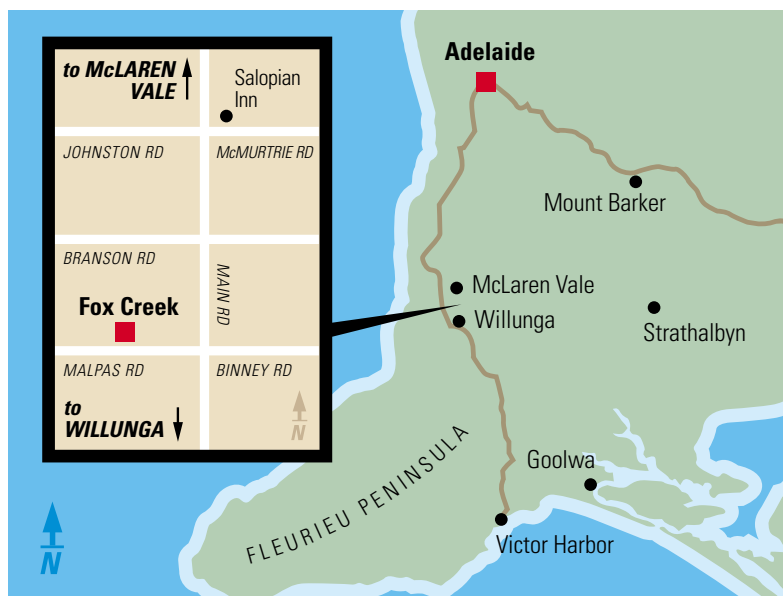 to McLAREN
VALE
Salopian
Inn
JOHNSTON RD
McMURTRIE RD
BRANSON RD
MAIN RD
Fox Creek
MALPAS RD
BINNEY RD
to
WILLUNGA
N
Adelaide
Mount Barker
McLaren Vale
Willunga
Strathalbyn
Goolwa
Victor Harbor
FLEURIEU PENINSULA
N